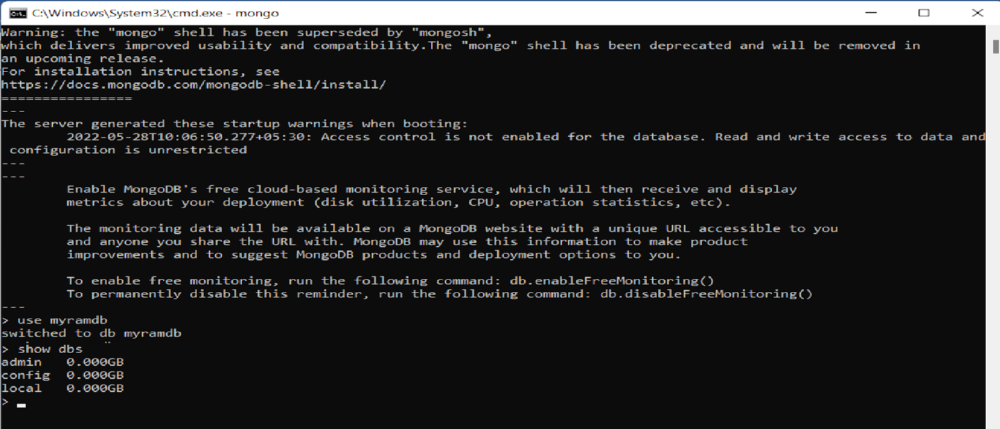 C:\Windows\System32\cmd.exe - mongo
Warning: the "mongo" shell has been superseded by "mongosh",
which delivers improved usability and compatibility.The "mongo" shell has been deprecated and will be removed in
an upcoming release.
For installation instructions, see
https://docs.mongodb.com/mongodb-shell/install/
================
---
The server generated these startup warnings when booting:
        2022-05-28T10:06:50.277+05:30: Access control is not enabled for the database. Read and write access to data and
 configuration is unrestricted
---
---
        Enable MongoDB's free cloud-based monitoring service, which will then receive and display
        metrics about your deployment (disk utilization, CPU, operation statistics, etc).

        The monitoring data will be available on a MongoDB website with a unique URL accessible to you
        and anyone you share the URL with. MongoDB may use this information to make product
        improvements and to suggest MongoDB products and deployment options to you.

        To enable free monitoring, run the following command: db.enableFreeMonitoring()
        To permanently disable this reminder, run the following command: db.disableFreeMonitoring()
---
> use myramdb
switched to db myramdb
> show dbs
admin   0.000GB
config  0.000GB
local   0.000GB
>